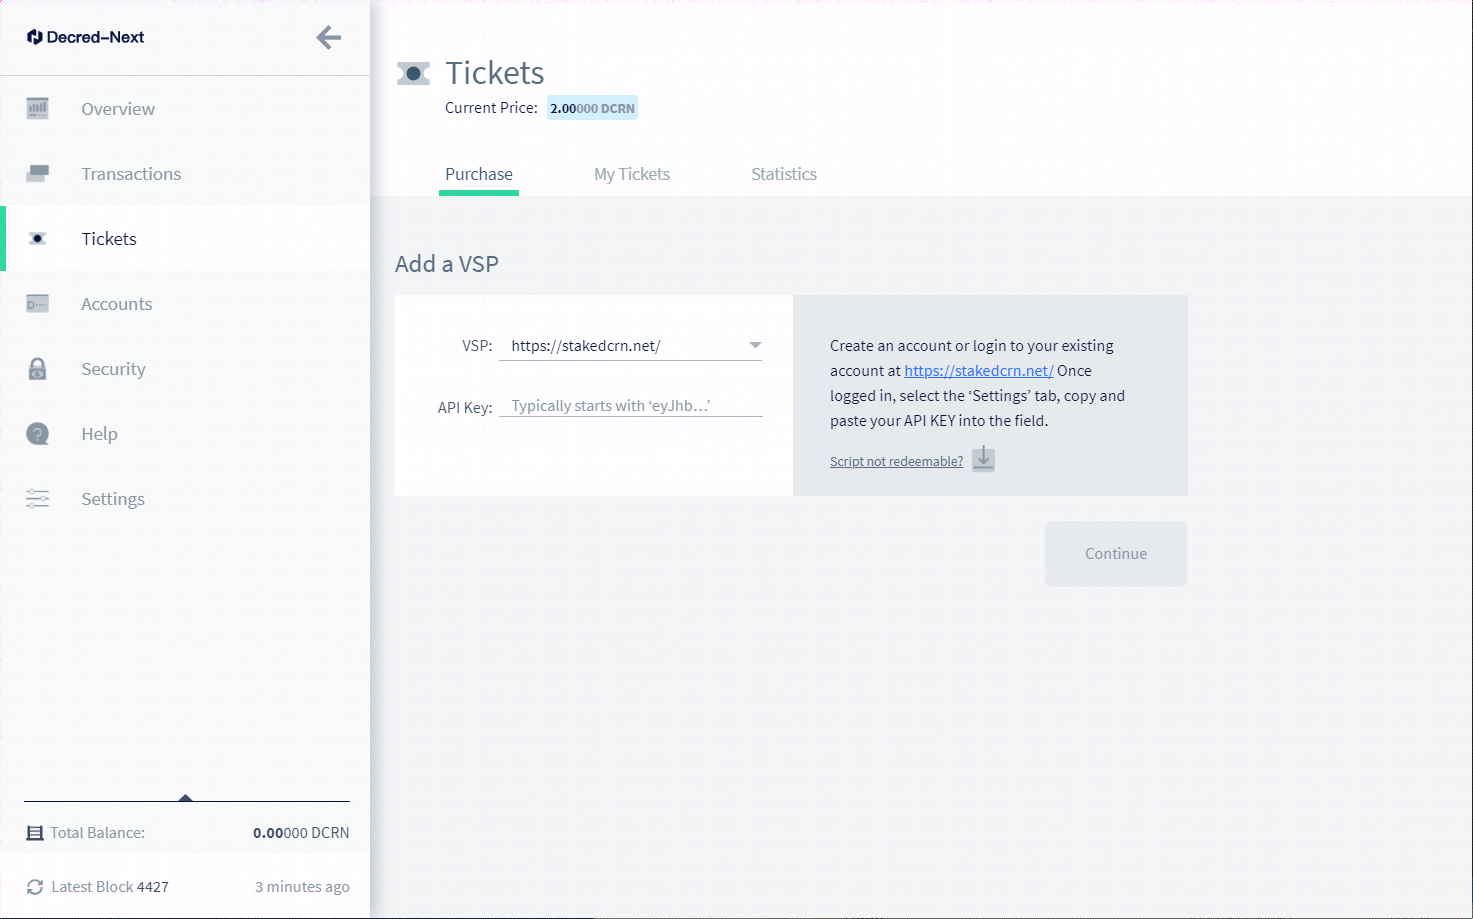 Decred-Next
Overview
Transactions
Tickets
Accounts
Security
Help
Settings
Total Balance: 0.00000 DCRN
Latest Block 4427 3 minutes ago
Tickets
Current Price: 2.00000 DCRN
Purchase My Tickets Statistics
Add a VSP
VSP: https://stakedcrn.net/
API Key: Typically starts with ‘eyJhb…’
Create an account or login to your existing
account at https://stakedcrn.net/ Once
logged in, select the ‘Settings’ tab, copy and
paste your API KEY into the field.
Script not redeemable?
Continue